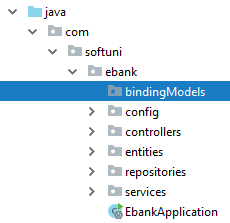 java
com
softuni
ebank
bindingModels
config
controllers
entities
repositories
services
EbankApplication